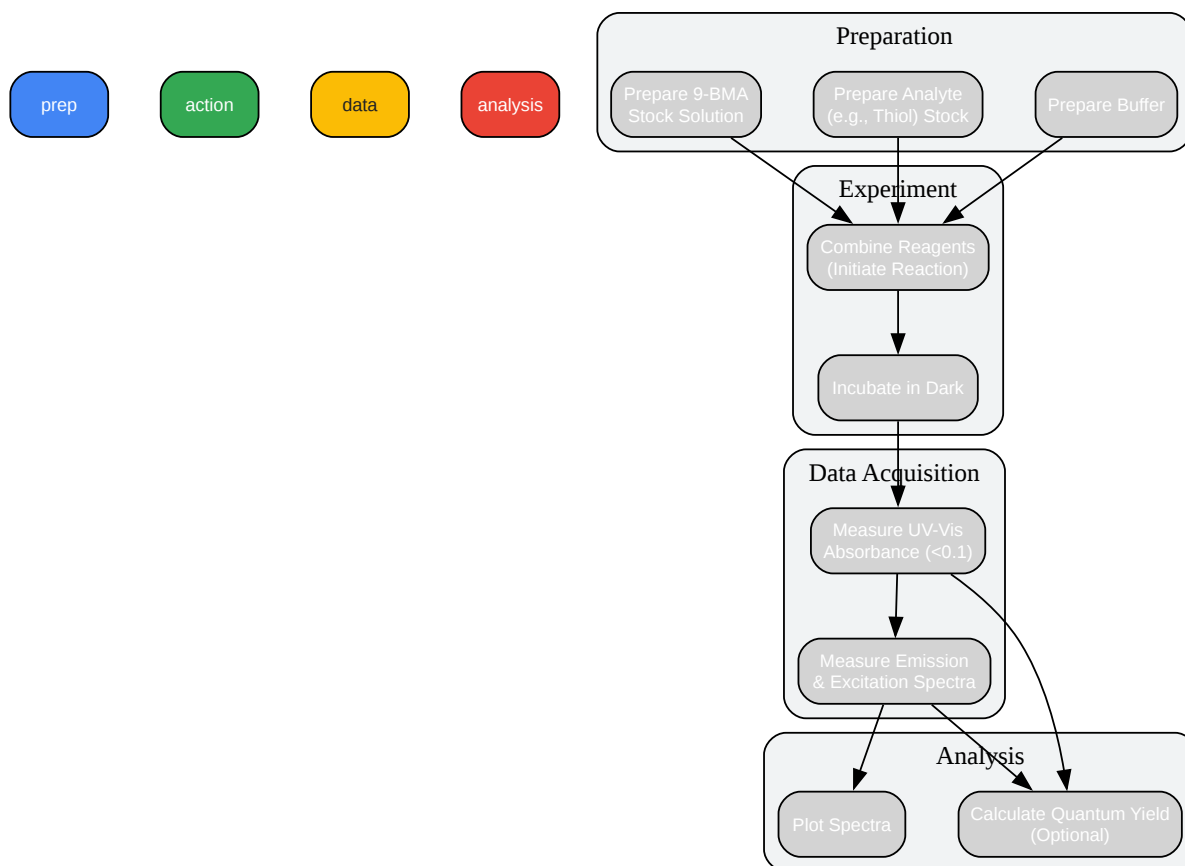 prep
action
data
analysis
Preparation
Prepare 9-BMA
Stock Solution
Prepare Analyte
(e.g., Thiol) Stock
Prepare Buffer
Experiment
Combine Reagents
(Initiate Reaction)
Incubate in Dark
Data Acquisition
Measure UV-Vis
Absorbance (<0.1)
Measure Emission
& Excitation Spectra
Analysis
Plot Spectra
Calculate Quantum Yield
(Optional)